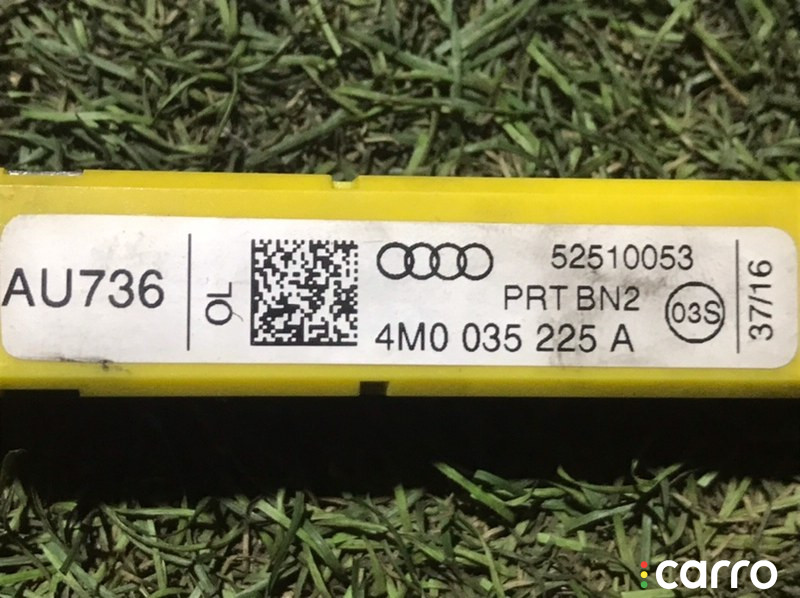 AU736
QL
52510053
PRT BN2
03S
4M0 035 225 A
37/16
carro